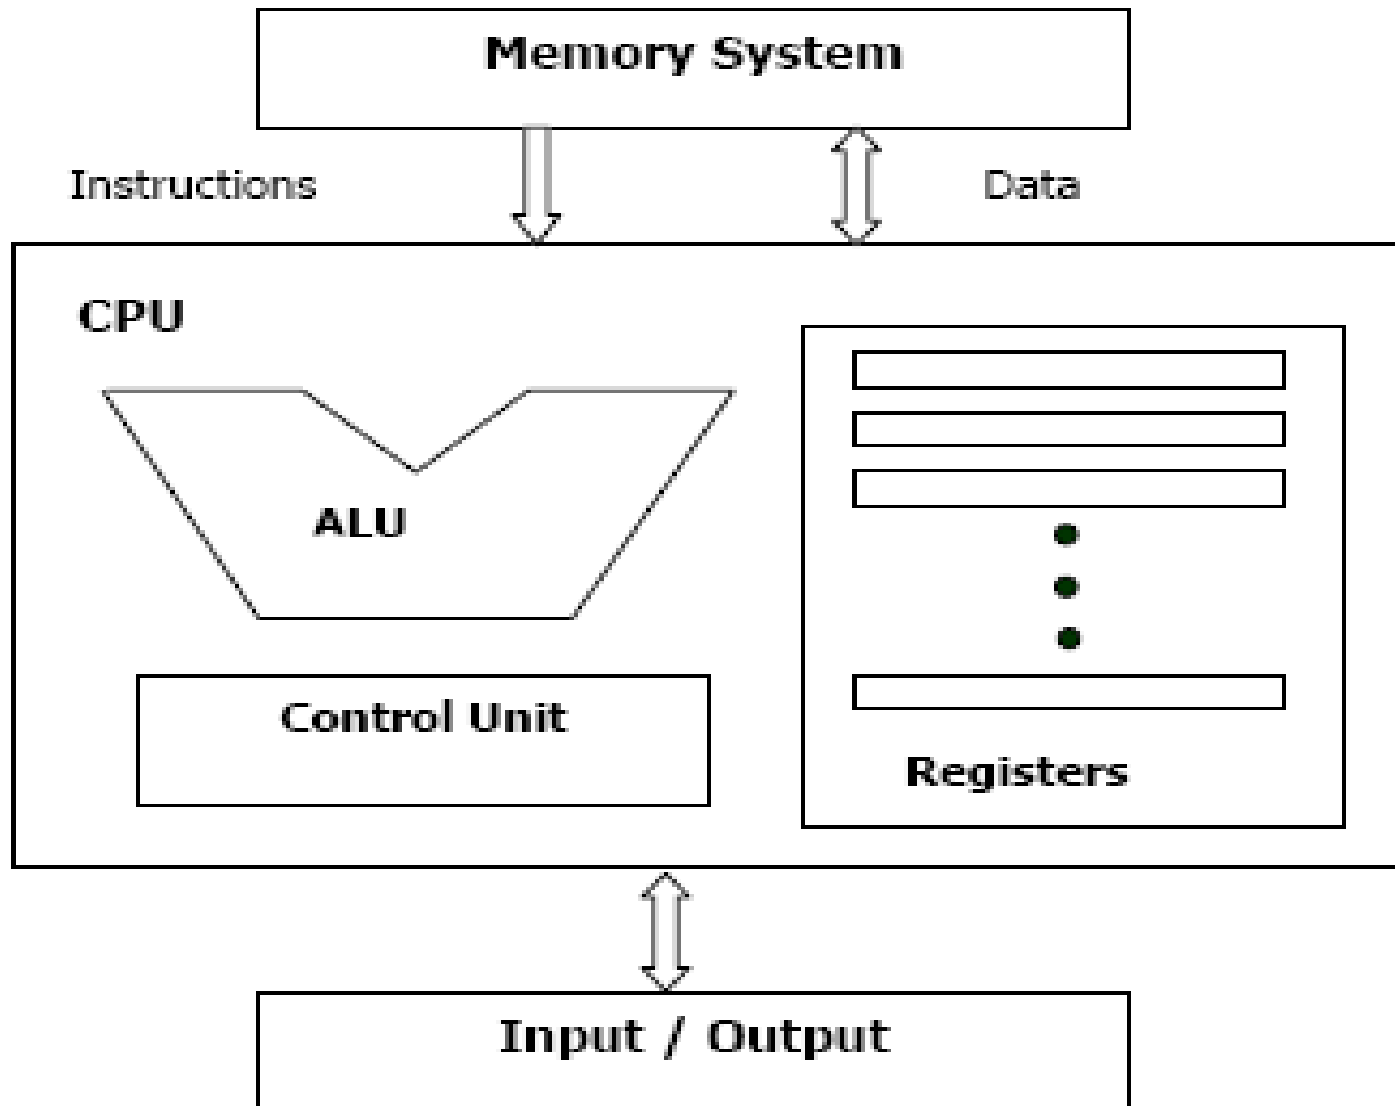 Memory System
Instructions
Data
CPU
ALU
Control Unit
Registers
Input / Output